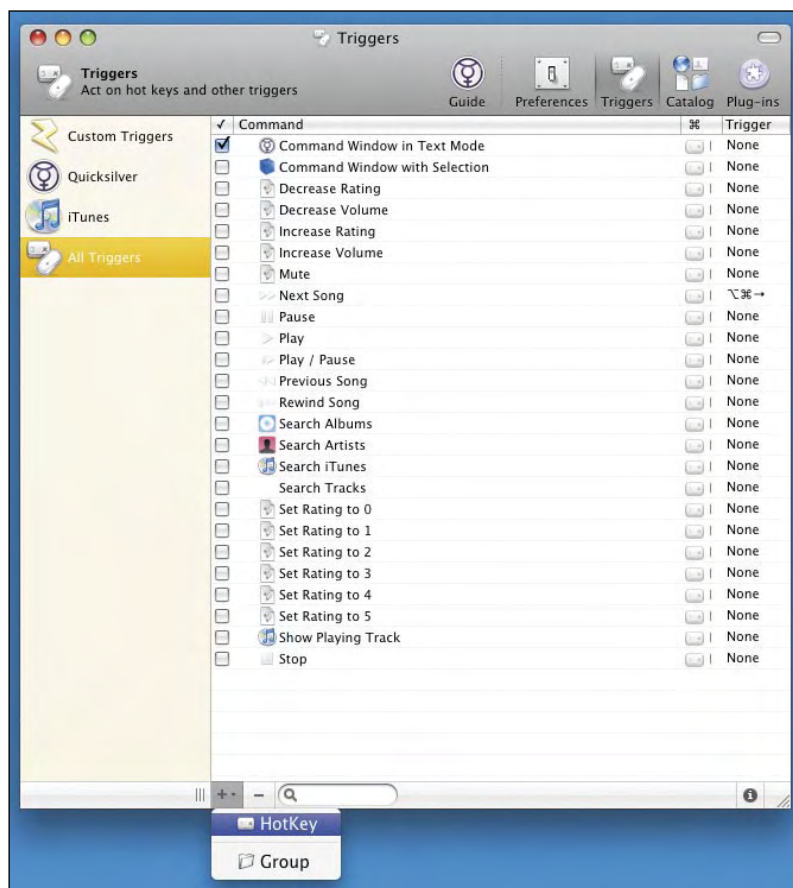 Triggers
Triggers
Act on hot keys and other triggers
Guide
Preferences
Triggers
Catalog
Plug-ins
Custom Triggers
Quicksilver
iTunes
All Triggers
✓ Command ⌘ Trigger
Command Window in Text Mode None
Command Window with Selection None
Decrease Rating None
Decrease Volume None
Increase Rating None
Increase Volume None
Mute None
Next Song ⌥⌘→
Pause None
Play None
Play / Pause None
Previous Song None
Rewind Song None
Search Albums None
Search Artists None
Search iTunes None
Search Tracks None
Set Rating to 0 None
Set Rating to 1 None
Set Rating to 2 None
Set Rating to 3 None
Set Rating to 4 None
Set Rating to 5 None
Show Playing Track None
Stop None
HotKey
Group